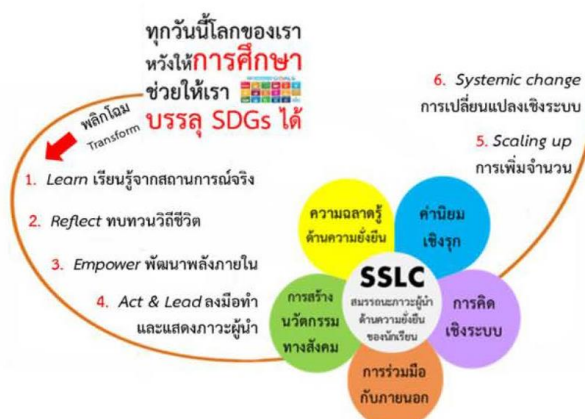 ทุกวันนี้โลกของเรา
หวังให้การศึกษา
ช่วยให้เรา
บรรลุ SDGs ได้
พลิกโฉม
Transform
1. Learn เรียนรู้จากสถานการณ์จริง
2. Reflect ทบทวนวิถีชีวิต
3. Empower พัฒนาพลังภายใน
4. Act & Lead ลงมือทำ
และแสดงภาวะผู้นำ
6. Systemic change
การเปลี่ยนแปลงเชิงระบบ
5. Scaling up
การเพิ่มจำนวน
ความฉลาดรู้
ด้านความยั่งยืน
ค่านิยม
เชิงรุก
SSLC
สมรรถนะภาวะผู้นำ
ด้านความยั่งยืน
ของนักเรียน
การสร้าง
นวัตกรรม
ทางสังคม
การคิด
เชิงระบบ
การร่วมมือ
กับภายนอก